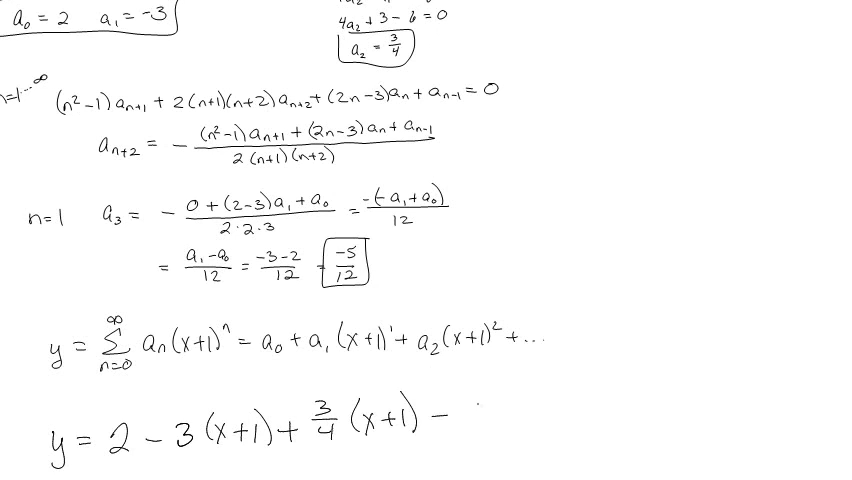 a₀ = 2 a₁ = -3
4a₂ + 3 - 6 = 0
a₂ = 3/4
n=1...∞ (n²-1)aₙ₊₁ + 2(n+1)(n+2)aₙ₊₂ + (2n-3)aₙ + aₙ₋₁ = 0
aₙ₊₂ = - ((n²-1)aₙ₊₁ + (2n-3)aₙ + aₙ₋₁)/(2(n+1)(n+2))
n=1 a₃ = - (0 + (2-3)a₁ + a₀)/(2·2·3) = -(-a₁+a₀)/12
= (a₁-a₀)/12 = (-3-2)/12 = -5/12
y = ∑_{n=0}^{∞} aₙ(x+1)ⁿ = a₀ + a₁(x+1)¹ + a₂(x+1)² + ...
y = 2 - 3(x+1) + 3/4 (x+1) -